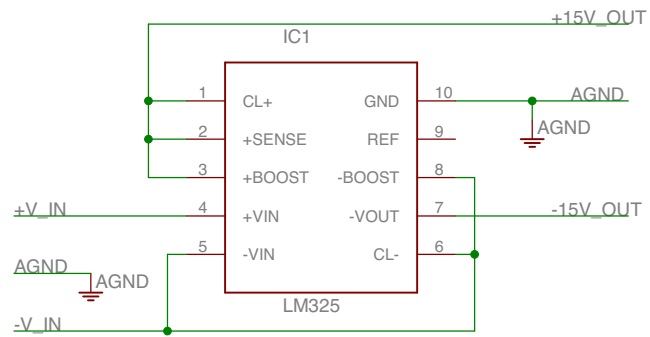 +15V_OUT
IC1
1 CL+ GND 10 AGND
2 +SENSE REF 9 AGND
3 +BOOST -BOOST 8
+V_IN 4 +VIN -VOUT 7 -15V_OUT
5 -VIN CL- 6
AGND AGND
LM325
-V_IN